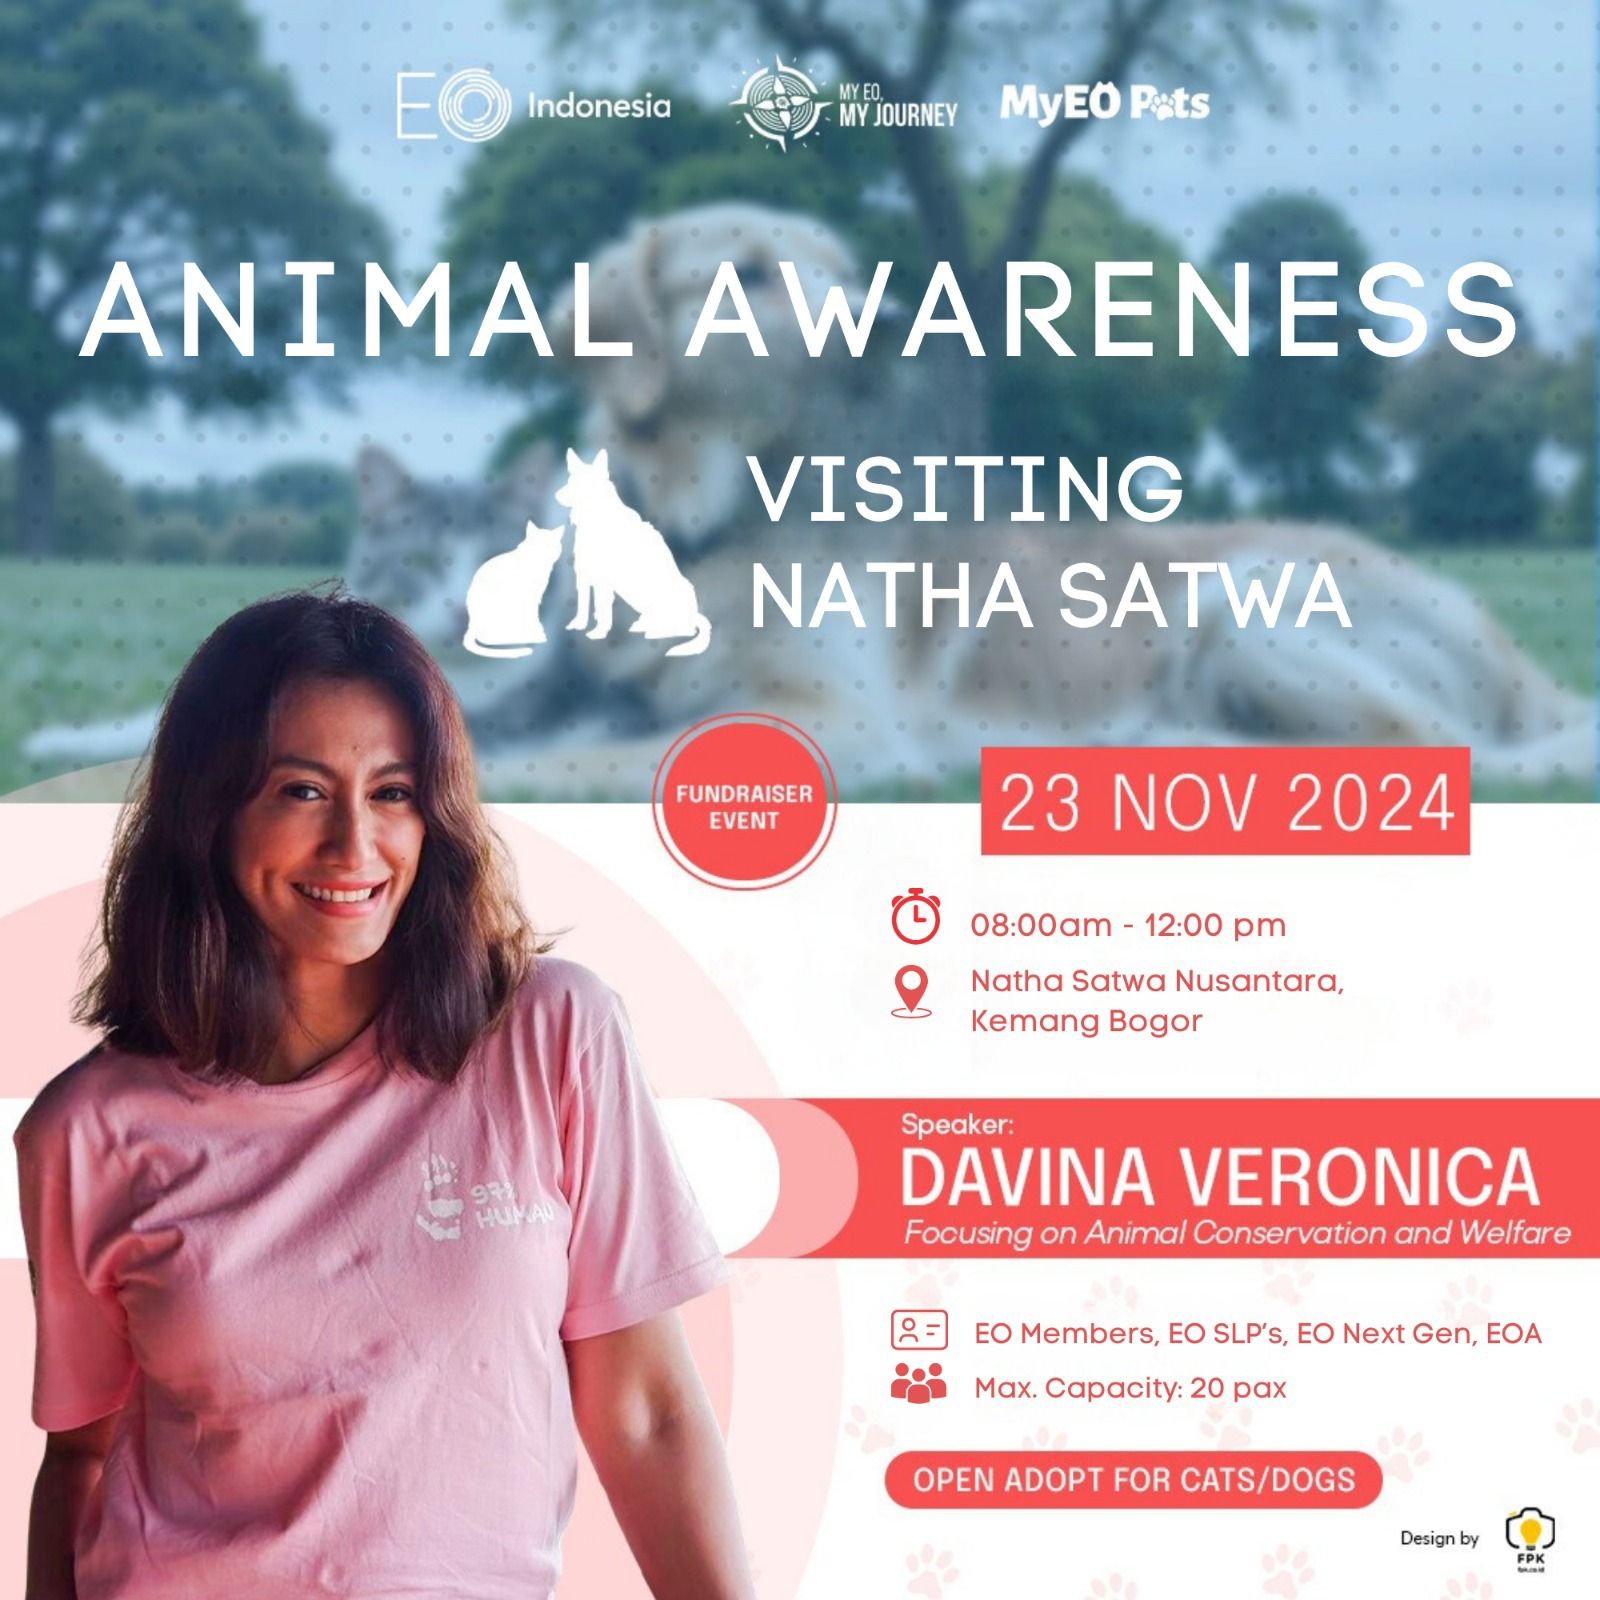 EO Indonesia
MY EO,
MY JOURNEY
MyEO Pets
ANIMAL AWARENESS
VISITING
NATHA SATWA
FUNDRAISER
EVENT
23 NOV 2024
08:00am - 12:00 pm
Natha Satwa Nusantara,
Kemang Bogor
Speaker:
DAVINA VERONICA
Focusing on Animal Conservation and Welfare
97%
HUMAN
EO Members, EO SLP's, EO Next Gen, EOA
Max. Capacity: 20 pax
OPEN ADOPT FOR CATS/DOGS
Design by
FPK
fpk.co.id